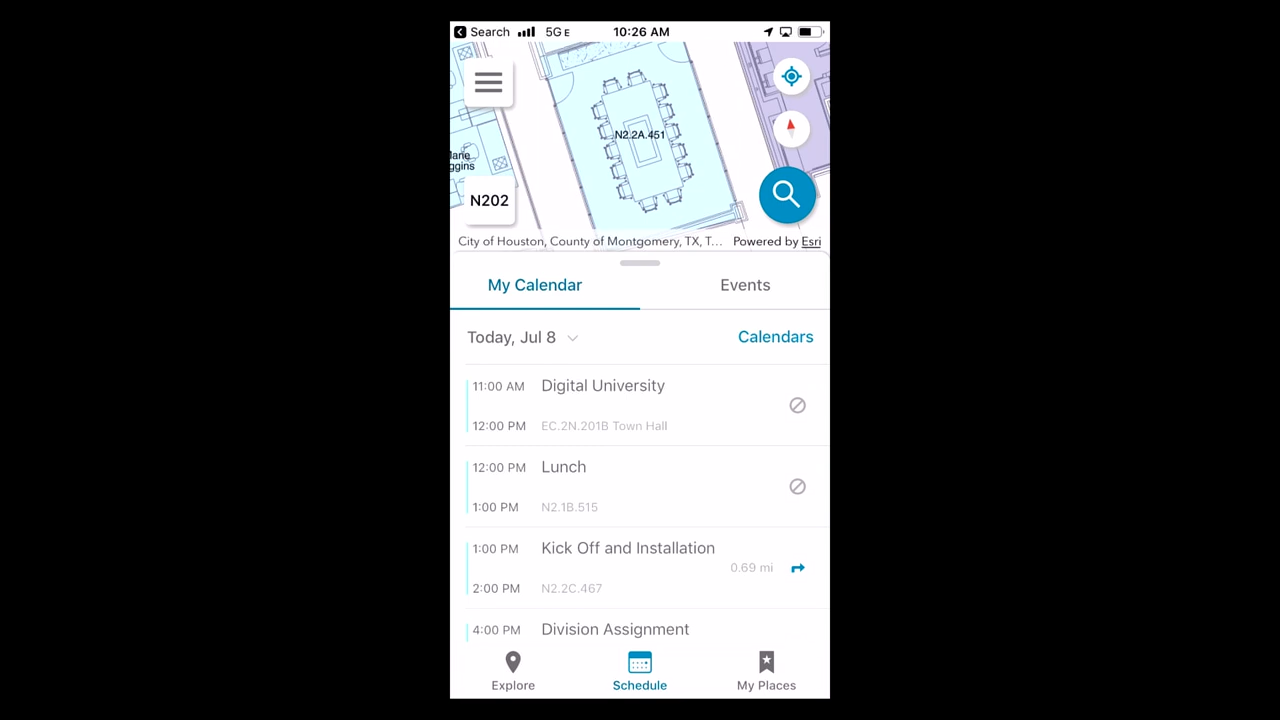 Search 5G E 10:26 AM
N2.2A.451
N202
City of Houston, County of Montgomery, TX, T... Powered by Esri
My Calendar Events
Today, Jul 8 Calendars
11:00 AM Digital University
12:00 PM EC.2N.201B Town Hall
12:00 PM Lunch
1:00 PM N2.1B.515
1:00 PM Kick Off and Installation
0.69 mi
2:00 PM N2.2C.467
4:00 PM Division Assignment
Explore Schedule My Places